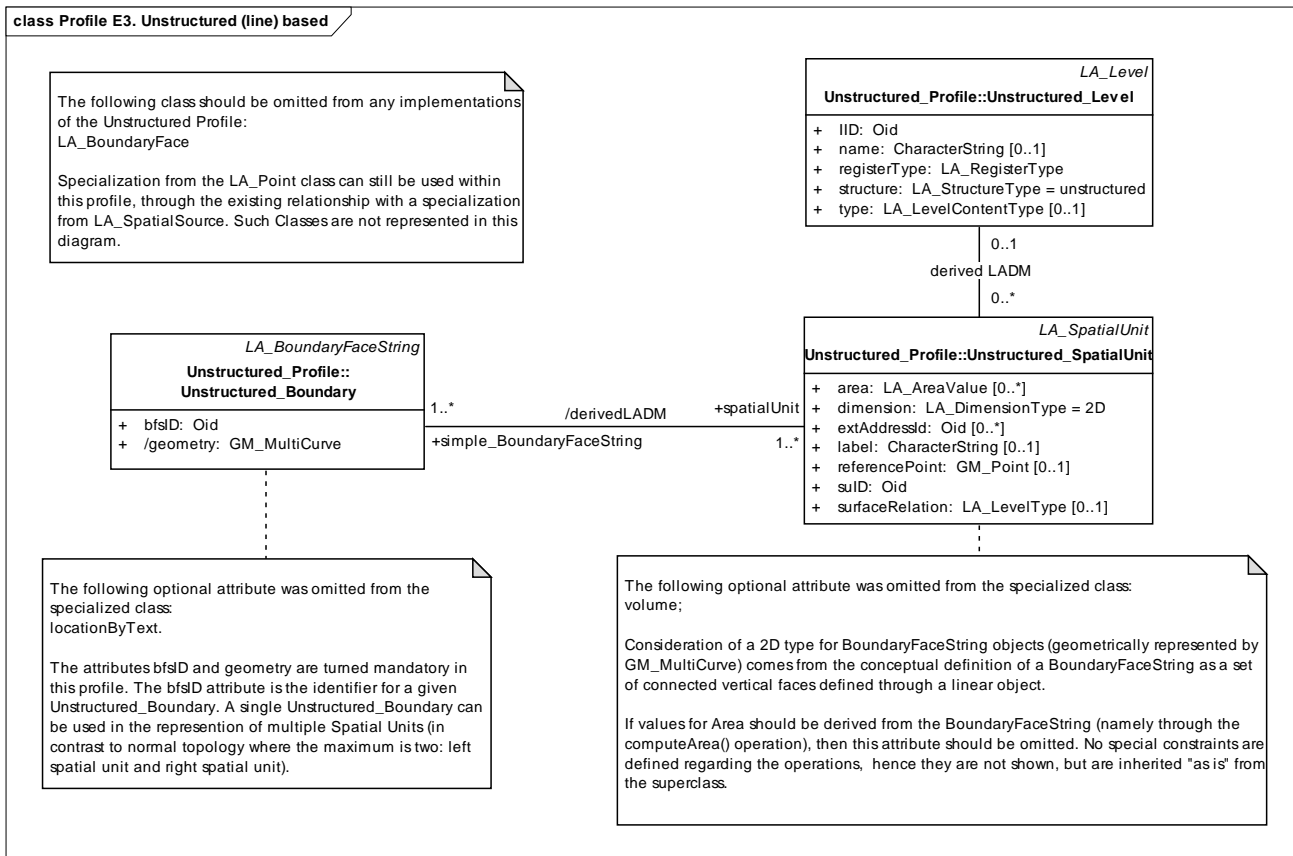 class Profile E3. Unstructured (line) based
The following class should be omitted from any implementations
of the Unstructured Profile:
LA_BoundaryFace
Specialization from the LA_Point class can still be used within
this profile, through the existing relationship with a specialization
from LA_SpatialSource. Such Classes are not represented in this
diagram.
LA_Level
Unstructured_Profile::Unstructured_Level
+ lID: Oid
+ name: CharacterString [0..1]
+ registerType: LA_RegisterType
+ structure: LA_StructureType = unstructured
+ type: LA_LevelContentType [0..1]
0..1
derived LADM
0..*
LA_BoundaryFaceString
Unstructured_Profile::
Unstructured_Boundary
+ bfsID: Oid
+ /geometry: GM_MultiCurve
1..*
/derivedLADM
+spatialUnit
+simple_BoundaryFaceString
1..*
LA_SpatialUnit
Unstructured_Profile::Unstructured_SpatialUnit
+ area: LA_AreaValue [0..*]
+ dimension: LA_DimensionType = 2D
+ extAddressId: Oid [0..*]
+ label: CharacterString [0..1]
+ referencePoint: GM_Point [0..1]
+ suID: Oid
+ surfaceRelation: LA_LevelType [0..1]
The following optional attribute was omitted from the
specialized class:
locationByText.
The attributes bfsID and geometry are turned mandatory in
this profile. The bfsID attribute is the identifier for a given
Unstructured_Boundary. A single Unstructured_Boundary can
be used in the represention of multiple Spatial Units (in
contrast to normal topology where the maximum is two: left
spatial unit and right spatial unit).
The following optional attribute was omitted from the specialized class:
volume;
Consideration of a 2D type for BoundaryFaceString objects (geometrically represented by
GM_MultiCurve) comes from the conceptual definition of a BoundaryFaceString as a set
of connected vertical faces defined through a linear object.
If values for Area should be derived from the BoundaryFaceString (namely through the
computeArea() operation), then this attribute should be omitted. No special constraints are
defined regarding the operations, hence they are not shown, but are inherited "as is" from
the superclass.